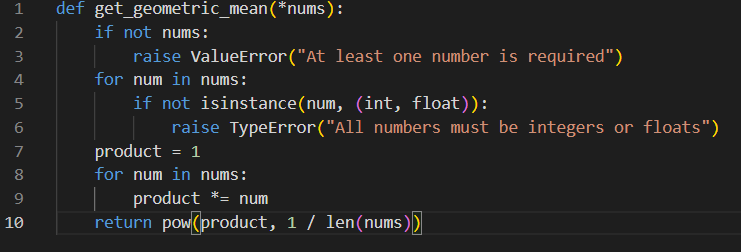 1 def get_geometric_mean(*nums):
2     if not nums:
3         raise ValueError("At least one number is required")
4     for num in nums:
5         if not isinstance(num, (int, float)):
6             raise TypeError("All numbers must be integers or floats")
7     product = 1
8     for num in nums:
9         product *= num
10     return pow(product, 1 / len(nums))